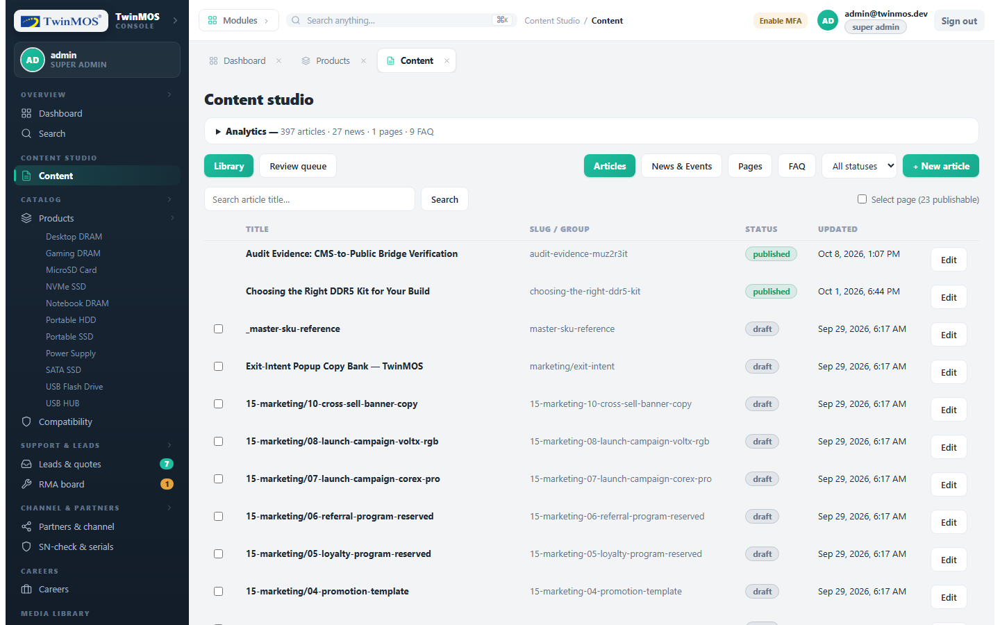 TwinMOS®
TwinMOS
CONSOLE
AD
admin
SUPER ADMIN
OVERVIEW
Dashboard
Search
CONTENT STUDIO
Content
CATALOG
Products
Desktop DRAM
Gaming DRAM
MicroSD Card
NVMe SSD
Notebook DRAM
Portable HDD
Portable SSD
Power Supply
SATA SSD
USB Flash Drive
USB HUB
Compatibility
SUPPORT & LEADS
Leads & quotes 7
RMA board 1
CHANNEL & PARTNERS
Partners & channel
SN-check & serials
CAREERS
Careers
MEDIA LIBRARY
Modules
Search anything... ⌘K
Content Studio / Content
Enable MFA
AD
admin@twinmos.dev
super admin
Sign out
Dashboard × Products × Content ×
Content studio
Analytics — 397 articles · 27 news · 1 pages · 9 FAQ
Library Review queue Articles News & Events Pages FAQ All statuses + New article
Search article title... Search Select page (23 publishable)
TITLE SLUG / GROUP STATUS UPDATED
Audit Evidence: CMS-to-Public Bridge Verification audit-evidence-muz2r3it published Oct 8, 2026, 1:07 PM Edit
Choosing the Right DDR5 Kit for Your Build choosing-the-right-ddr5-kit published Oct 1, 2026, 6:44 PM Edit
_master-sku-reference master-sku-reference draft Sep 29, 2026, 6:17 AM Edit
Exit-Intent Popup Copy Bank — TwinMOS marketing/exit-intent draft Sep 29, 2026, 6:17 AM Edit
15-marketing/10-cross-sell-banner-copy 15-marketing-10-cross-sell-banner-copy draft Sep 29, 2026, 6:17 AM Edit
15-marketing/08-launch-campaign-voltx-rgb 15-marketing-08-launch-campaign-voltx-rgb draft Sep 29, 2026, 6:17 AM Edit
15-marketing/07-launch-campaign-corex-pro 15-marketing-07-launch-campaign-corex-pro draft Sep 29, 2026, 6:17 AM Edit
15-marketing/06-referral-program-reserved 15-marketing-06-referral-program-reserved draft Sep 29, 2026, 6:17 AM Edit
15-marketing/05-loyalty-program-reserved 15-marketing-05-loyalty-program-reserved draft Sep 29, 2026, 6:17 AM Edit
15-marketing/04-promotion-template 15-marketing-04-promotion-template draft Sep 29, 2026, 6:17 AM Edit